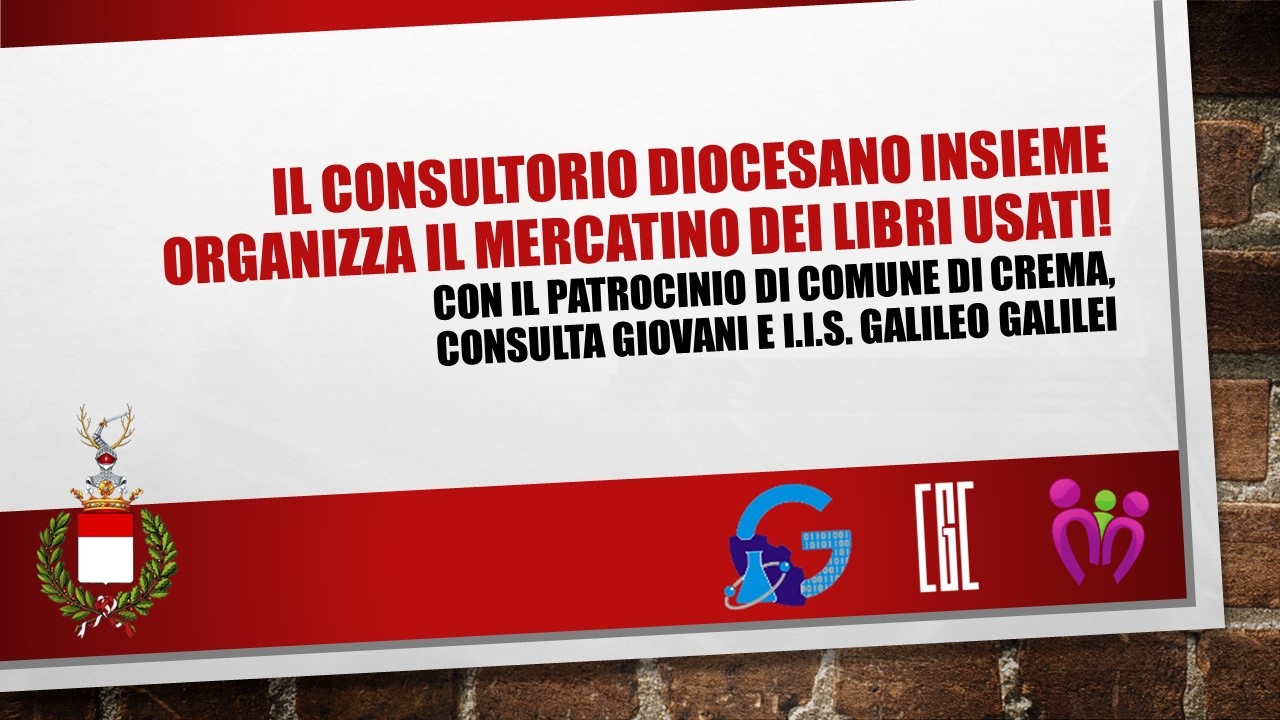 IL CONSULTORIO DIOCESANO INSIEME
ORGANIZZA IL MERCATINO DEI LIBRI USATI!
CON IL PATROCINIO DI COMUNE DI CREMA,
CONSULTA GIOVANI E I.I.S. GALILEO GALILEI
CGC